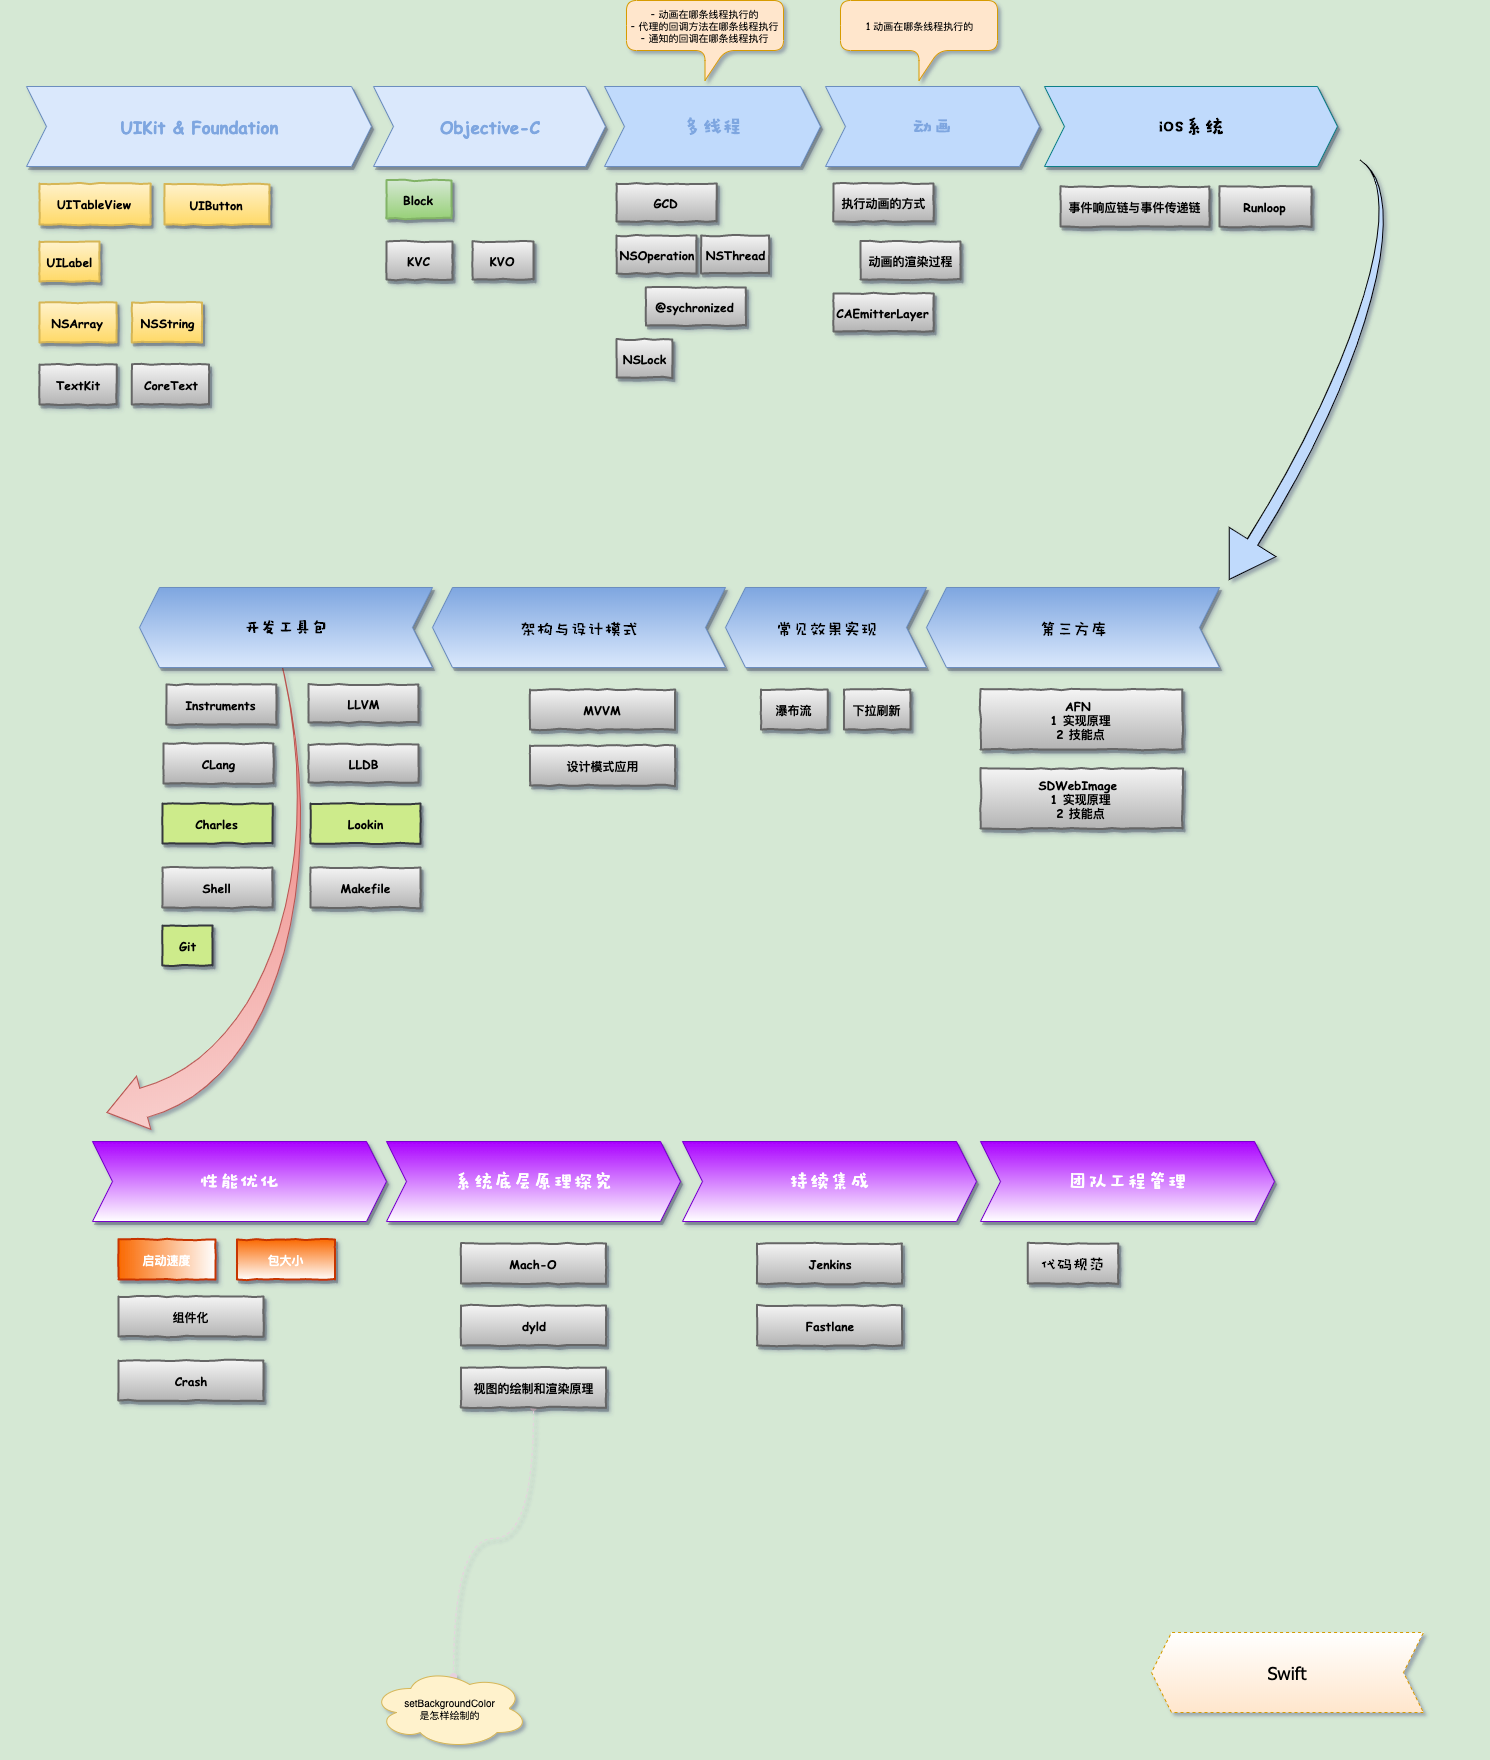 - 动画在哪条线程执行的
- 代理的回调方法在哪条线程执行
- 通知的回调在哪条线程执行
1 动画在哪条线程执行的
UIKit & Foundation
Objective-C
多线程
动画
iOS系统
UITableView
UIButton
UILabel
NSArray
NSString
TextKit
CoreText
Block
KVC
KVO
GCD
NSOperation
NSThread
@sychronized
NSLock
执行动画的方式
动画的渲染过程
CAEmitterLayer
事件响应链与事件传递链
Runloop
开发工具包
架构与设计模式
常见效果实现
第三方库
Instruments
LLVM
CLang
LLDB
Charles
Lookin
Shell
Makefile
Git
MVVM
设计模式应用
瀑布流
下拉刷新
AFN
1 实现原理
2 技能点
SDWebImage
1 实现原理
2 技能点
性能优化
系统底层原理探究
持续集成
团队工程管理
启动速度
包大小
组件化
Crash
Mach-O
dyld
视图的绘制和渲染原理
Jenkins
Fastlane
代码规范
setBackgroundColor
是怎样绘制的
Swift